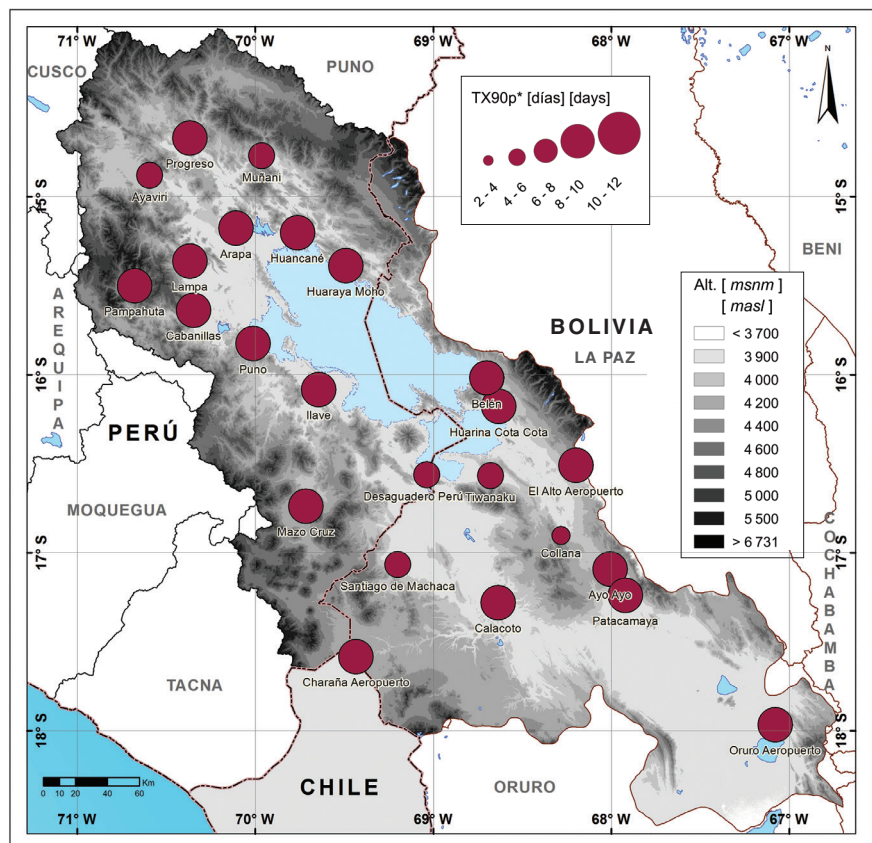 71° W 70° W 69° W 68° W 67° W
CUSCO
PUNO
N
TX90p* [días] [days]
2 - 4
4 - 6
6 - 8
8 - 10
10 - 12
Progreso
Muñani
Ayaviri
15° S
15° S
Arapa
Huancané
BENI
Lampa
Huaraya Moho
Pampahuta
AREQUIPA
Cabanillas
Alt. [ msnm ]
[ masl ]
< 3 700
3 900
4 000
4 200
4 400
4 600
4 800
5 000
5 500
> 6 731
BOLIVIA
LA PAZ
Puno
16° S
16° S
Ilave
Belén
PERÚ
Huarina Cota Cota
Desaguadero Perú
Tiwanaku
El Alto Aeropuerto
MOQUEGUA
Mazo Cruz
COCHABAMBA
Collana
17° S
17° S
Santiago de Machaca
Ayo Ayo
Patacamaya
Calacoto
TACNA
Charaña Aeropuerto
18° S
18° S
Oruro Aeropuerto
Km
0 10 20 40 60
CHILE
ORURO
71° W 70° W 69° W 68° W 67° W